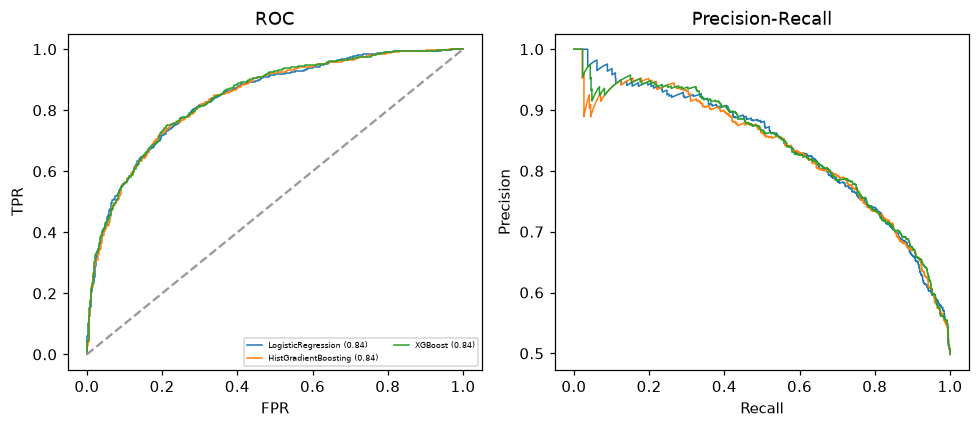 ROC
TPR
1.0
0.8
0.6
0.4
0.2
0.0
LogisticRegression (0.84)
HistGradientBoosting (0.84)
XGBoost (0.84)
0.0 0.2 0.4 0.6 0.8 1.0
FPR
Precision-Recall
Precision
1.0
0.9
0.8
0.7
0.6
0.5
0.0 0.2 0.4 0.6 0.8 1.0
Recall